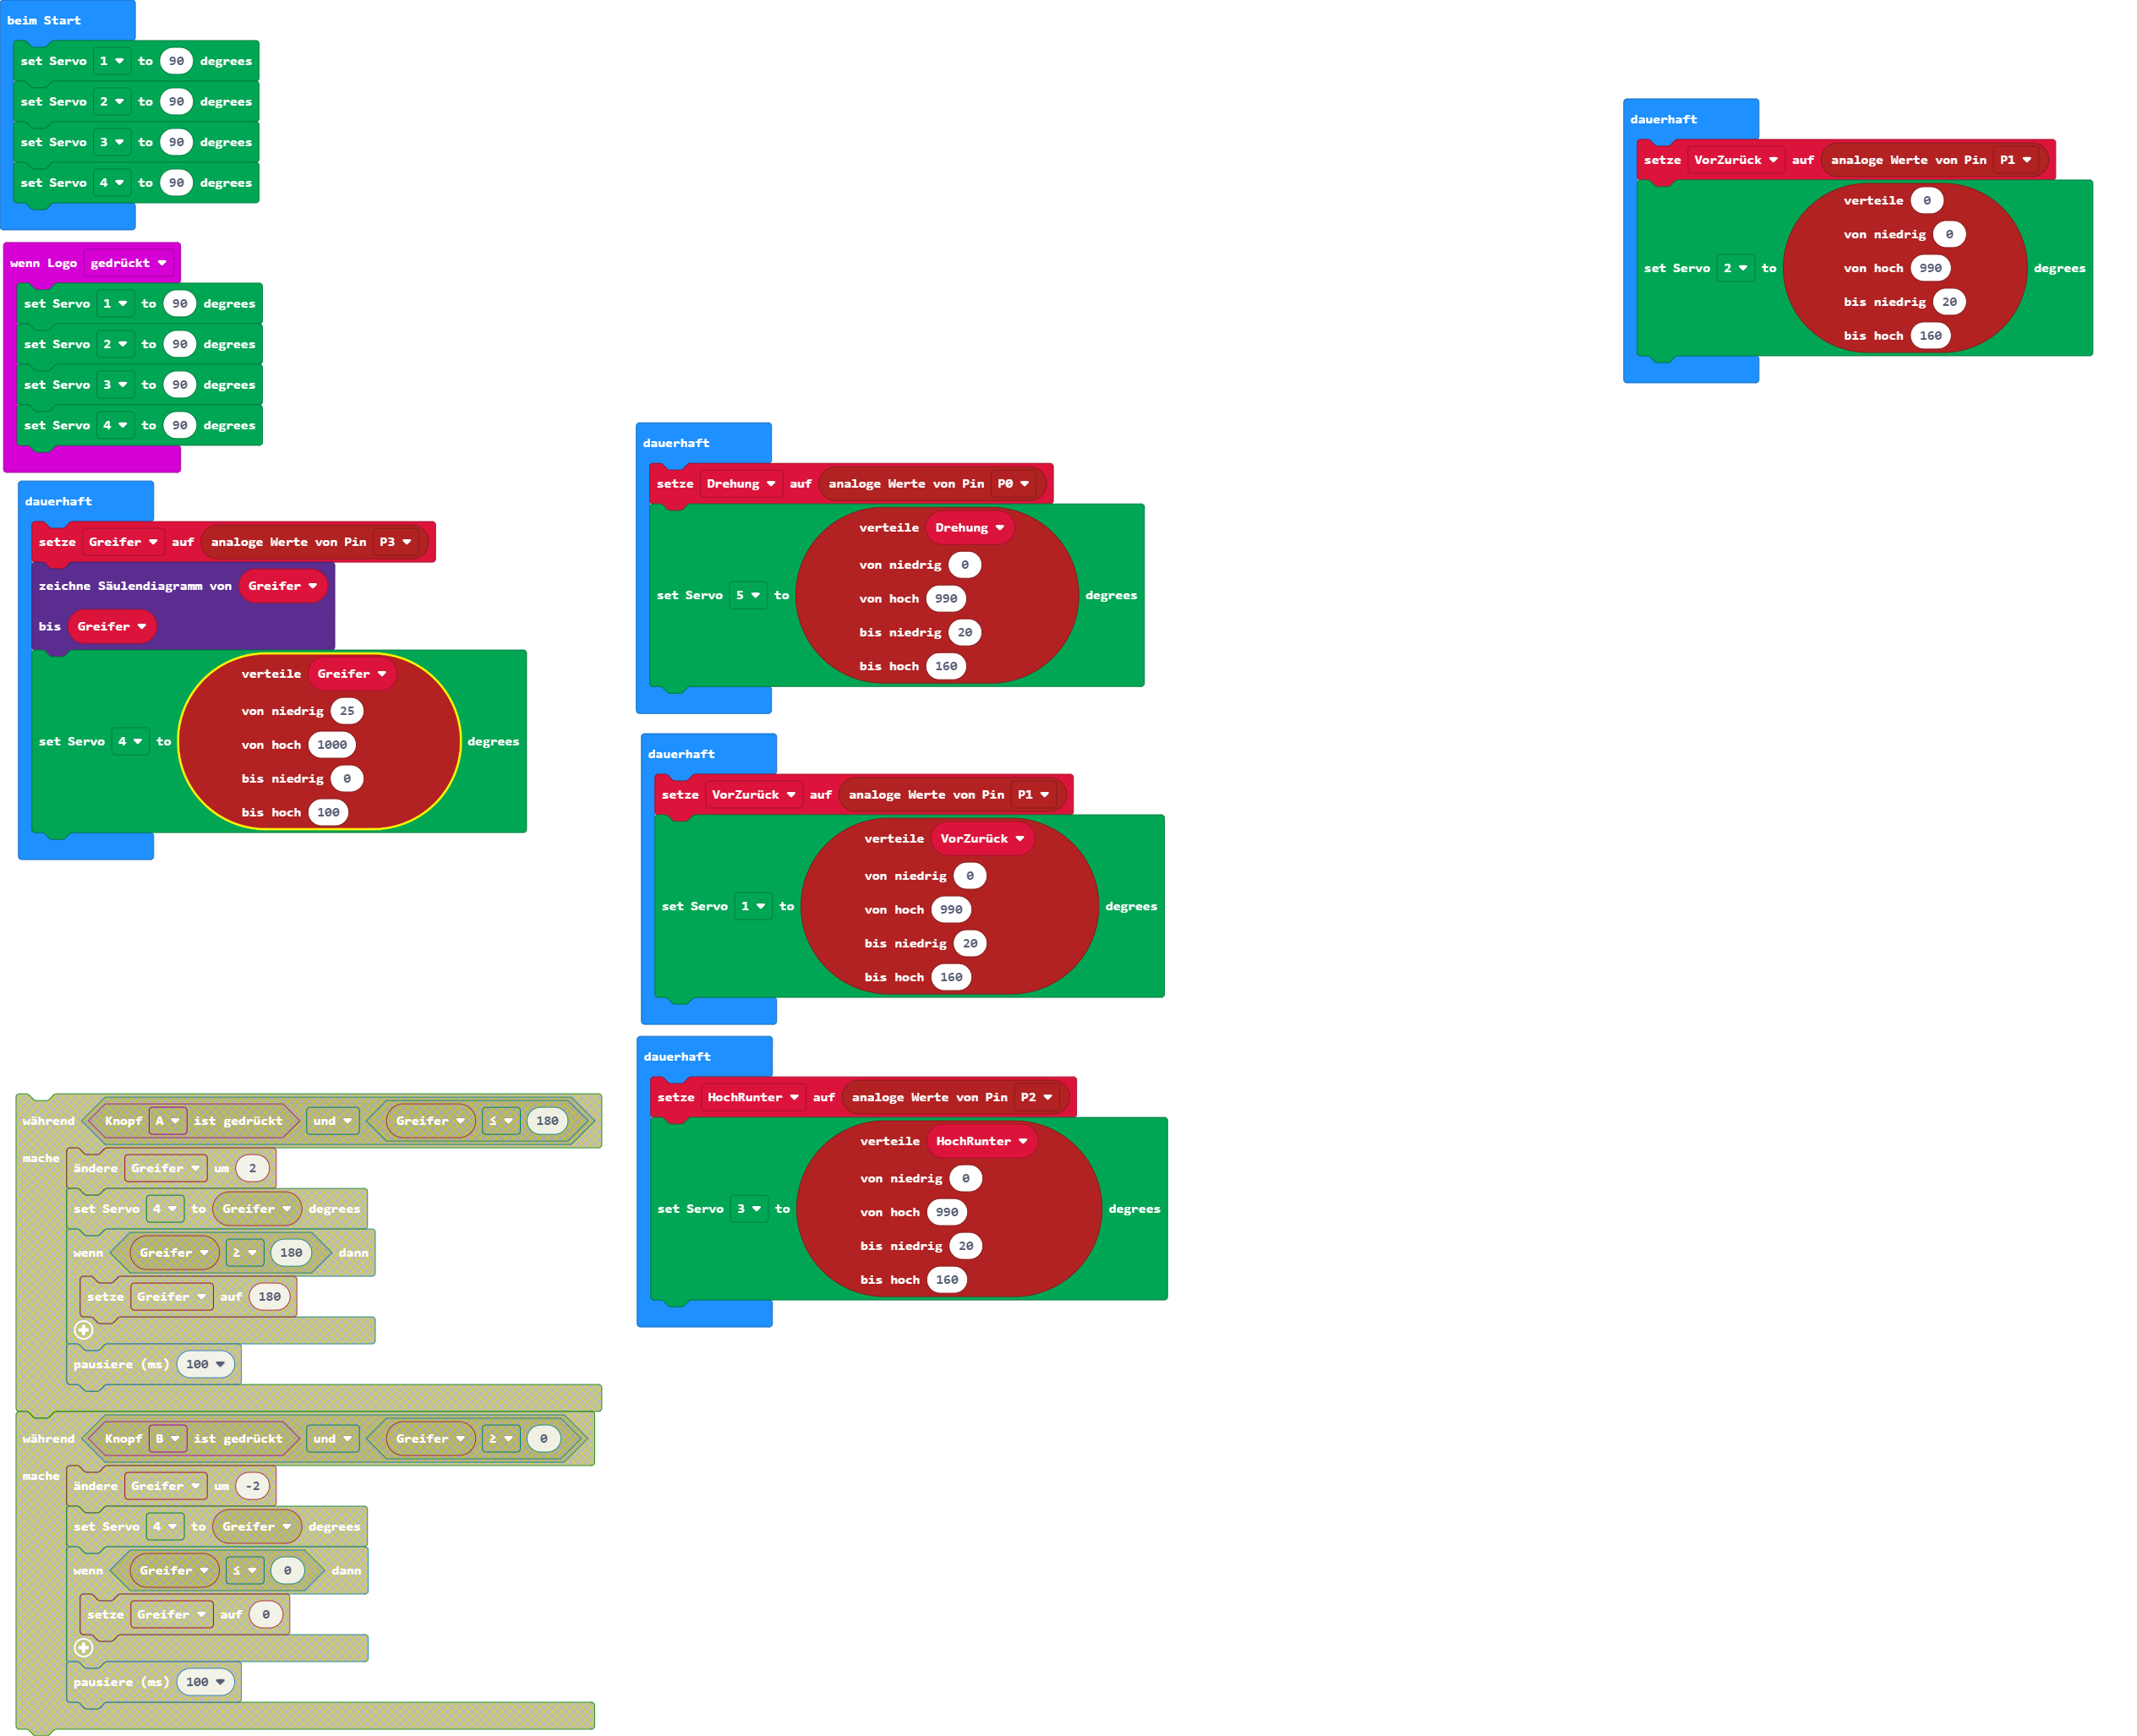 beim Start
set Servo 1 to 90 degrees
set Servo 2 to 90 degrees
set Servo 3 to 90 degrees
set Servo 4 to 90 degrees
wenn Logo gedrückt
set Servo 1 to 90 degrees
set Servo 2 to 90 degrees
set Servo 3 to 90 degrees
set Servo 4 to 90 degrees
dauerhaft
setze Greifer auf analoge Werte von Pin P3
zeichne Säulendiagramm von Greifer
bis Greifer
set Servo 4 to degrees
verteile Greifer
von niedrig 25
von hoch 1000
bis niedrig 0
bis hoch 100
während Knopf A ist gedrückt und Greifer ≤ 180
mache
ändere Greifer um 2
set Servo 4 to Greifer degrees
wenn Greifer ≥ 180 dann
setze Greifer auf 180
pausiere (ms) 100
während Knopf B ist gedrückt und Greifer ≥ 0
mache
ändere Greifer um -2
set Servo 4 to Greifer degrees
wenn Greifer ≤ 0 dann
setze Greifer auf 0
pausiere (ms) 100
dauerhaft
setze Drehung auf analoge Werte von Pin P0
set Servo 5 to degrees
verteile Drehung
von niedrig 0
von hoch 990
bis niedrig 20
bis hoch 160
dauerhaft
setze VorZurück auf analoge Werte von Pin P1
set Servo 1 to degrees
verteile VorZurück
von niedrig 0
von hoch 990
bis niedrig 20
bis hoch 160
dauerhaft
setze HochRunter auf analoge Werte von Pin P2
set Servo 3 to degrees
verteile HochRunter
von niedrig 0
von hoch 990
bis niedrig 20
bis hoch 160
dauerhaft
setze VorZurück auf analoge Werte von Pin P1
set Servo 2 to degrees
verteile 0
von niedrig 0
von hoch 990
bis niedrig 20
bis hoch 160